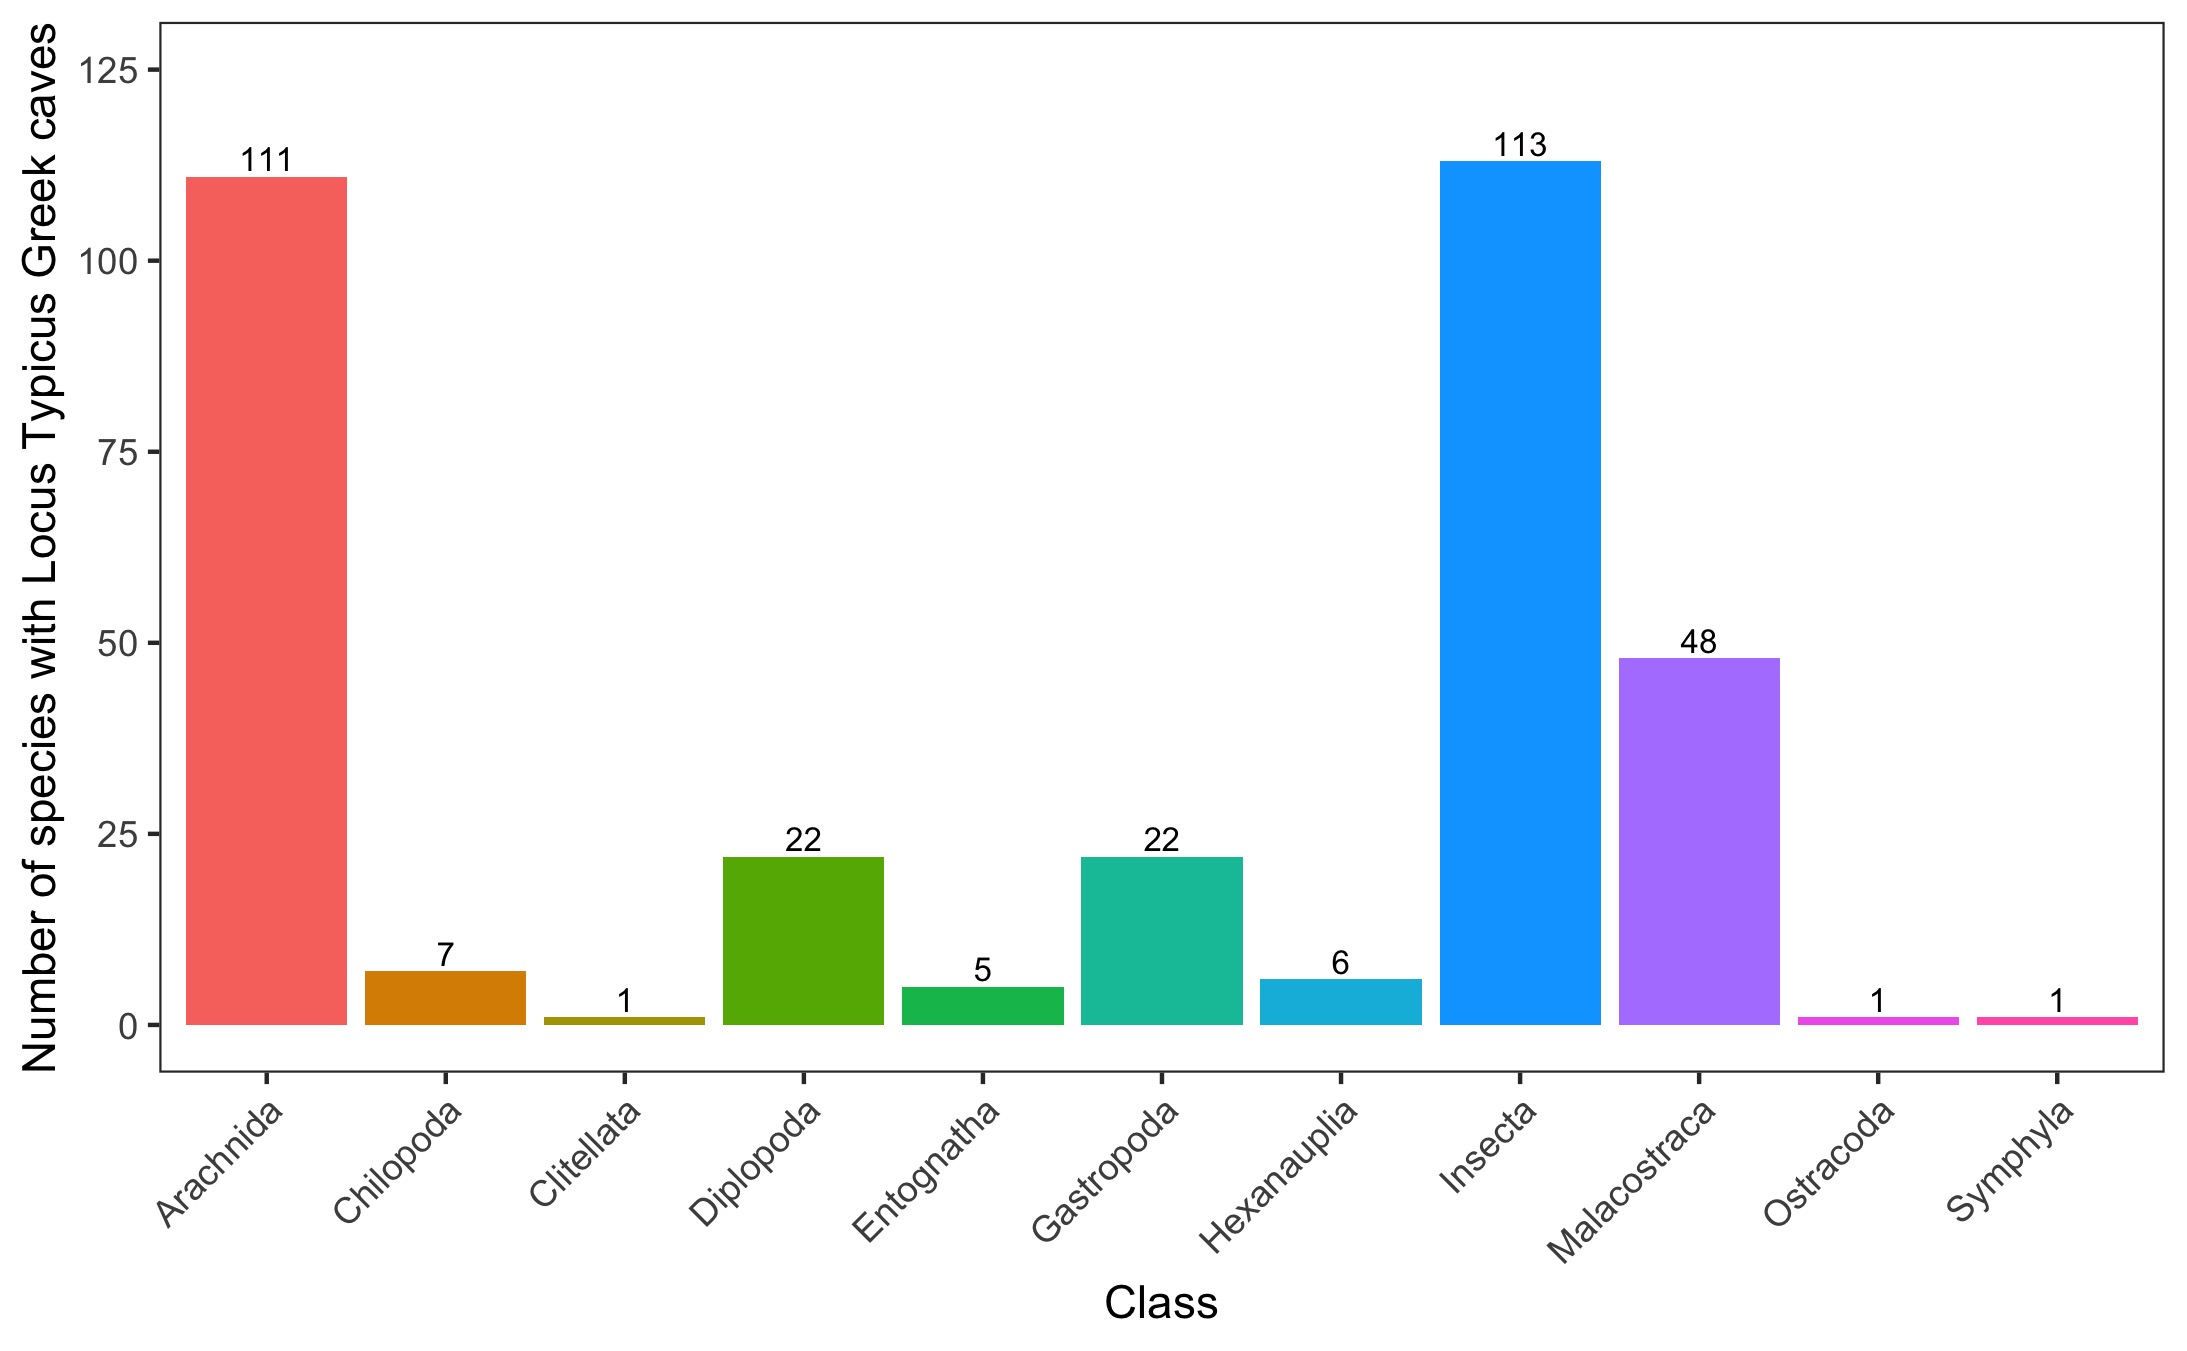 Number of species with Locus Typicus Greek caves
125
100
75
50
25
0
111
7
1
22
5
22
6
113
48
1
1
Arachnida
Chilopoda
Clitellata
Diplopoda
Entognatha
Gastropoda
Hexanauplia
Insecta
Malacostraca
Ostracoda
Symphyla
Class